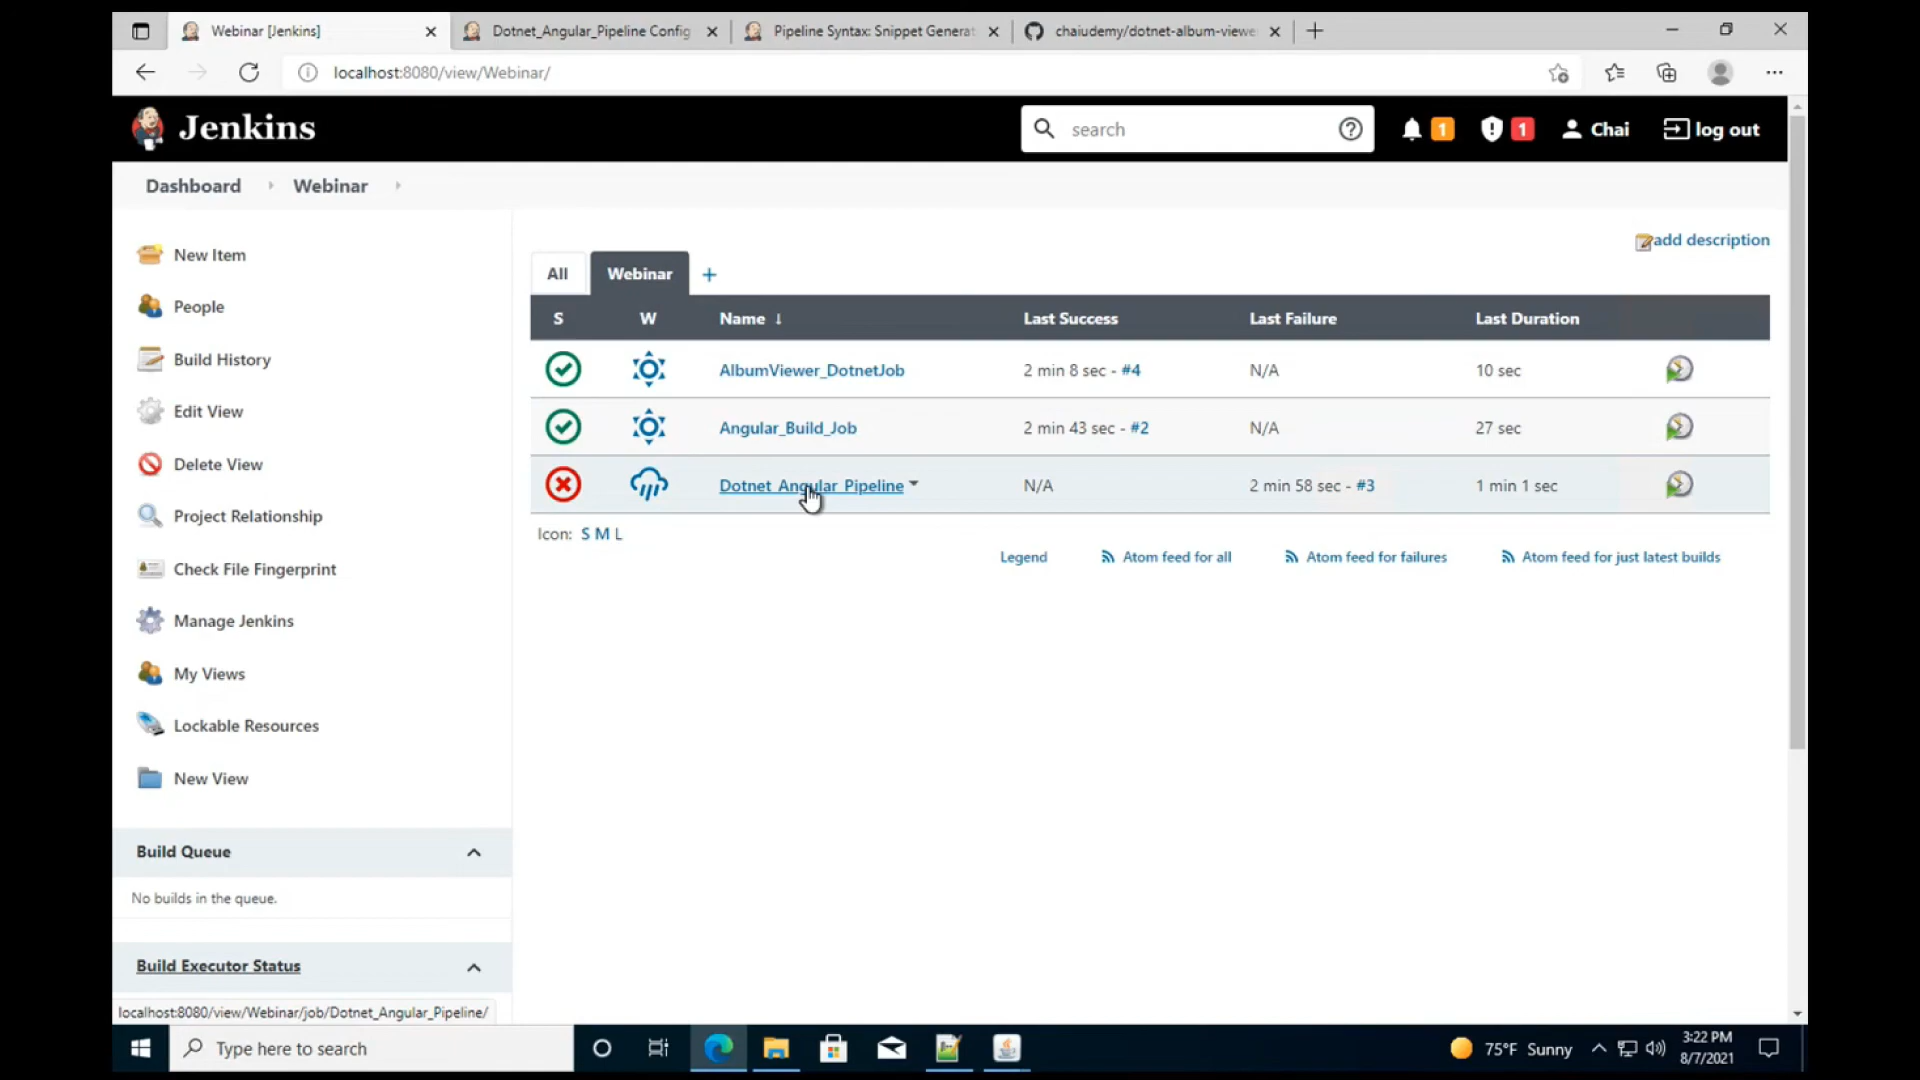 Webinar [Jenkins]
Dotnet_Angular_Pipeline Config
Pipeline Syntax: Snippet Generat
chaiudemy/dotnet-album-viewe
localhost:8080/view/Webinar/
Jenkins
search
1
1
Chai
log out
Dashboard
Webinar
add description
New Item
People
Build History
Edit View
Delete View
Project Relationship
Check File Fingerprint
Manage Jenkins
My Views
Lockable Resources
New View
Build Queue
No builds in the queue.
Build Executor Status
localhost:8080/view/Webinar/job/Dotnet_Angular_Pipeline/
All
Webinar
+
S W Name ↓ Last Success Last Failure Last Duration
AlbumViewer_DotnetJob 2 min 8 sec - #4 N/A 10 sec
Angular_Build_Job 2 min 43 sec - #2 N/A 27 sec
Dotnet_Angular_Pipeline N/A 2 min 58 sec - #3 1 min 1 sec
Icon: S M L
Legend Atom feed for all Atom feed for failures Atom feed for just latest builds
Type here to search
75°F Sunny
3:22 PM
8/7/2021